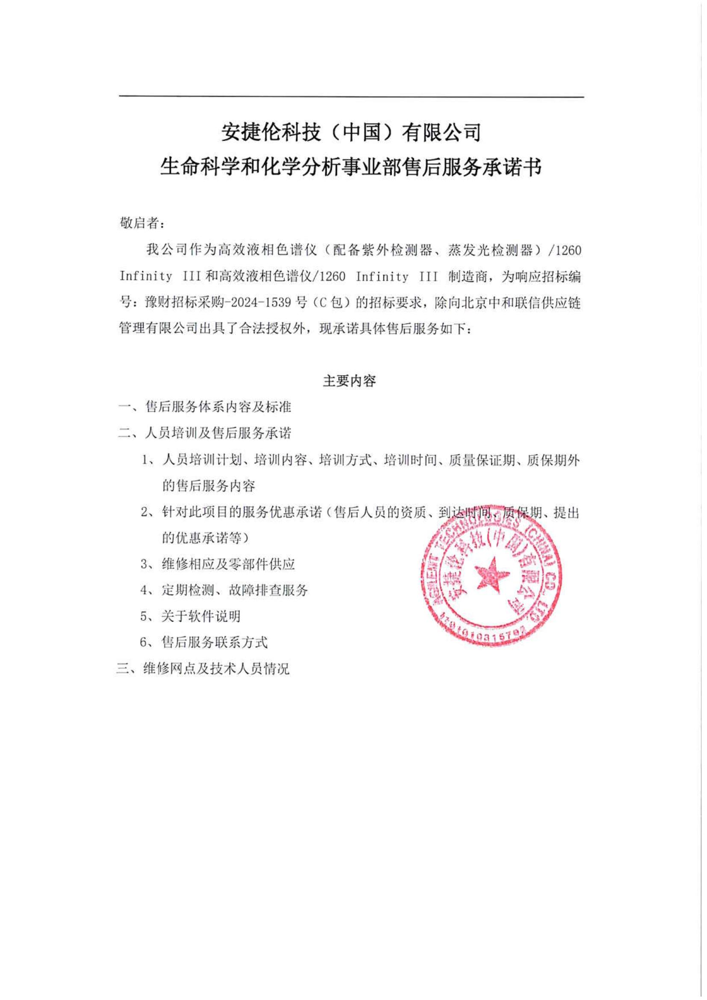 安捷伦科技（中国）有限公司
生命科学和化学分析事业部售后服务承诺书
敬启者：
我公司作为高效液相色谱仪（配备紫外检测器、蒸发光检测器）/1260
Infinity III 和高效液相色谱仪/1260 Infinity III 制造商，为响应招标编
号：豫财招标采购-2024-1539 号（C 包）的招标要求，除向北京中和联信供应链
管理有限公司出具了合法授权外，现承诺具体售后服务如下：
主要内容
一、售后服务体系内容及标准
二、人员培训及售后服务承诺
1、人员培训计划、培训内容、培训方式、培训时间、质量保证期、质保期外
的售后服务内容
2、针对此项目的服务优惠承诺（售后人员的资质、到达时间、质保期、提出
的优惠承诺等）
AGILENT TECHNOLOGIES (CHINA) CO., LTD.
安捷伦科技(中国)有限公司
3、维修相应及零部件供应
4、定期检测、故障排查服务
5、关于软件说明
6、售后服务联系方式
三、维修网点及技术人员情况